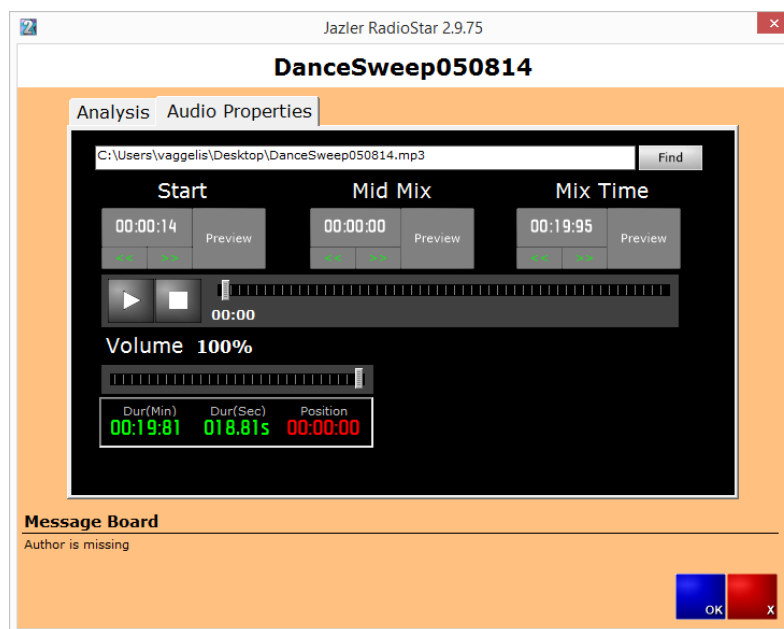 Jazler RadioStar 2.9.75
DanceSweep050814
Analysis Audio Properties
C:\Users\vaggelis\Desktop\DanceSweep050814.mp3 Find
Start Mid Mix Mix Time
00:00:14 Preview 00:00:00 Preview 00:19:95 Preview
<< >> << >> << >>
00:00
Volume 100%
Dur(Min) Dur(Sec) Position
00:19:81 018.81s 00:00:00
Message Board
Author is missing
OK X